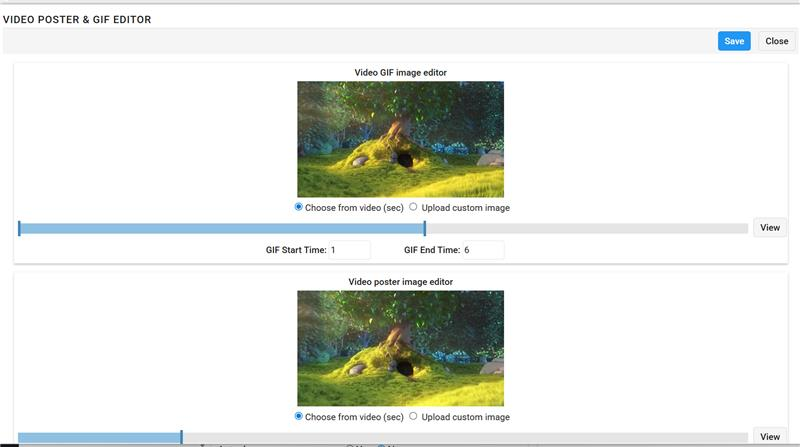 VIDEO POSTER & GIF EDITOR
Save Close
Video GIF image editor
Choose from video (sec) Upload custom image
View
GIF Start Time: 1 GIF End Time: 6
Video poster image editor
Choose from video (sec) Upload custom image
View